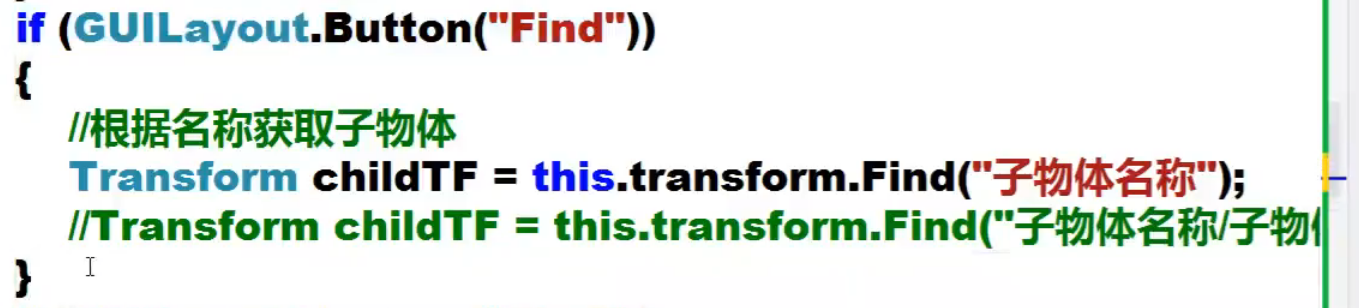 if (GUILayout.Button("Find"))
{
//根据名称获取子物体
Transform childTF = this.transform.Find("子物体名称");
//Transform childTF = this.transform.Find("子物体名称/子物
}